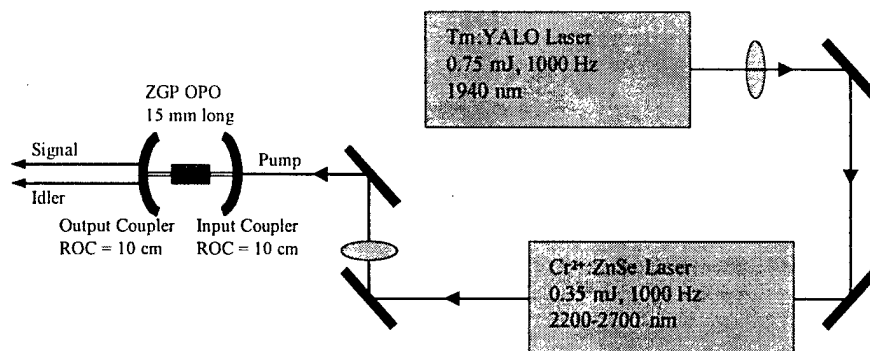 Tm:YALO Laser
0.75 mJ, 1000 Hz
1940 nm
ZGP OPO
15 mm long
Signal
Pump
Idler
Output Coupler
ROC = 10 cm
Input Coupler
ROC = 10 cm
Cr²⁺:ZnSe Laser
0.35 mJ, 1000 Hz
2200-2700 nm